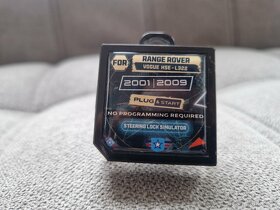 FOR
RANGE ROVER
VOGUE HSE - L322
2001 | 2009
PLUG & START
NO PROGRAMMING REQUIRED
STEERING LOCK SIMULATOR